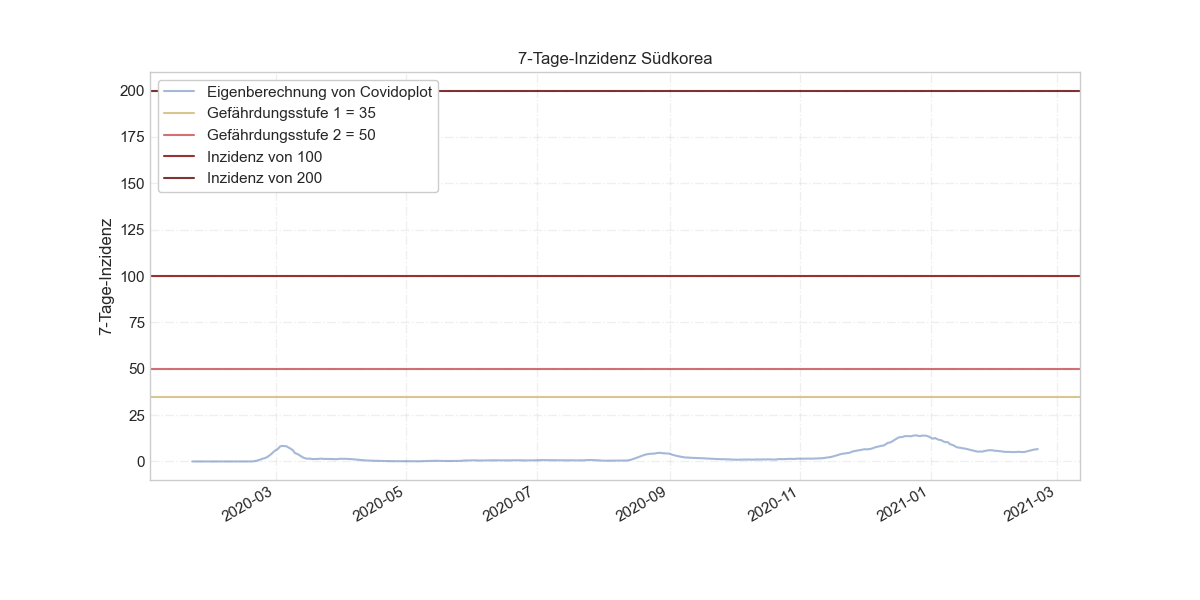 7-Tage-Inzidenz Südkorea
Eigenberechnung von Covidoplot
Gefährdungsstufe 1 = 35
Gefährdungsstufe 2 = 50
Inzidenz von 100
Inzidenz von 200
7-Tage-Inzidenz
200
175
150
125
100
75
50
25
0
2020-03
2020-05
2020-07
2020-09
2020-11
2021-01
2021-03